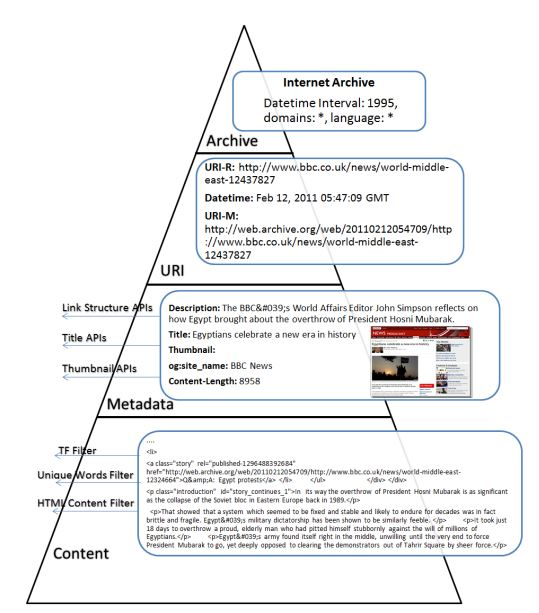 Internet Archive
Datetime Interval: 1995,
domains: *, language: *
Archive
URI-R: http://www.bbc.co.uk/news/world-middle-
east-12437827
Datetime: Feb 12, 2011 05:47:09 GMT
URI-M:
http://web.archive.org/web/20110212054709/http
://www.bbc.co.uk/news/world-middle-east-
12437827
URI
Link Structure APIs
Title APIs
Thumbnail APIs
Description: The BBC&#039;s World Affairs Editor John Simpson reflects on
how Egypt brought about the overthrow of President Hosni Mubarak.
Title: Egyptians celebrate a new era in history
Thumbnail:
og:site_name: BBC News
Content-Length: 8958
NEWS
Egyptians celebrate a new era in history
Metadata
TF Filter
Unique Words Filter
HTML Content Filter
....
<li>
<a class="story" rel="published-1296488392684"
href="http://web.archive.org/web/20110212054709/http://www.bbc.co.uk/news/world-middle-east-
12324664">Q&amp;A: Egypt protests</a> </li> </ul> </div> </div>
<p class="introduction" id="story_continues_1">In its way the overthrow of President Hosni Mubarak is as significant
as the collapse of the Soviet bloc in Eastern Europe back in 1989.</p>
<p>That showed that a system which seemed to be fixed and stable and likely to endure for decades was in fact
brittle and fragile. Egypt&#039;s military dictatorship has been shown to be similarly feeble. </p> <p>It took just
18 days to overthrow a proud, elderly man who had pitted himself stubbornly against the will of millions of
Egyptians.</p> <p>Egypt&#039;s army found itself right in the middle, unwilling until the very end to force
President Mubarak to go, yet deeply opposed to clearing the demonstrators out of Tahrir Square by sheer force.</p>
Content